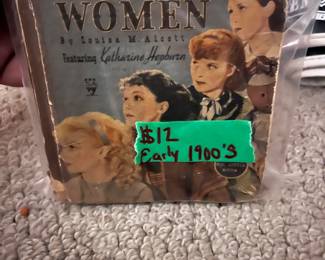 WOMEN
By Louisa M. Alcott
Featuring Katharine Hepburn
$12
Early 1900's